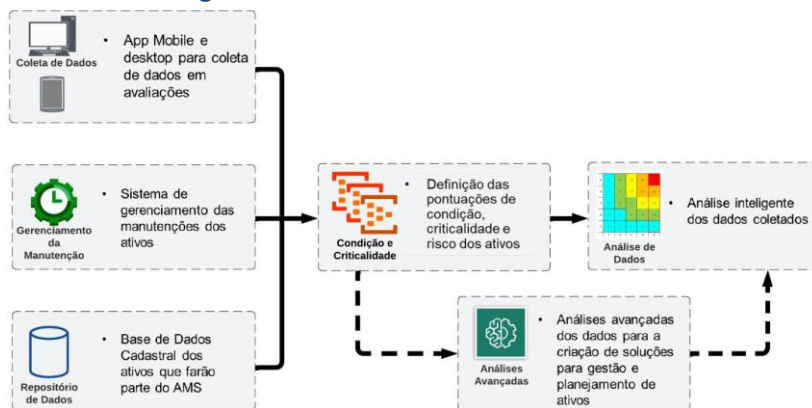 Coleta de Dados
• App Mobile e
desktop para coleta
de dados em
avaliações
Gerenciamento
da
Manutenção
• Sistema de
gerenciamento das
manutenções dos
ativos
Repositório
de Dados
• Base de Dados
Cadastral dos
ativos que farão
parte do AMS
Condição e
Criticalidade
• Definição das
pontuações de
condição,
criticalidade e
risco dos ativos
Análise de
Dados
• Análise inteligente
dos dados coletados
Análises
Avançadas
• Análises avançadas
dos dados para a
criação de soluções
para gestão e
planejamento de
ativos